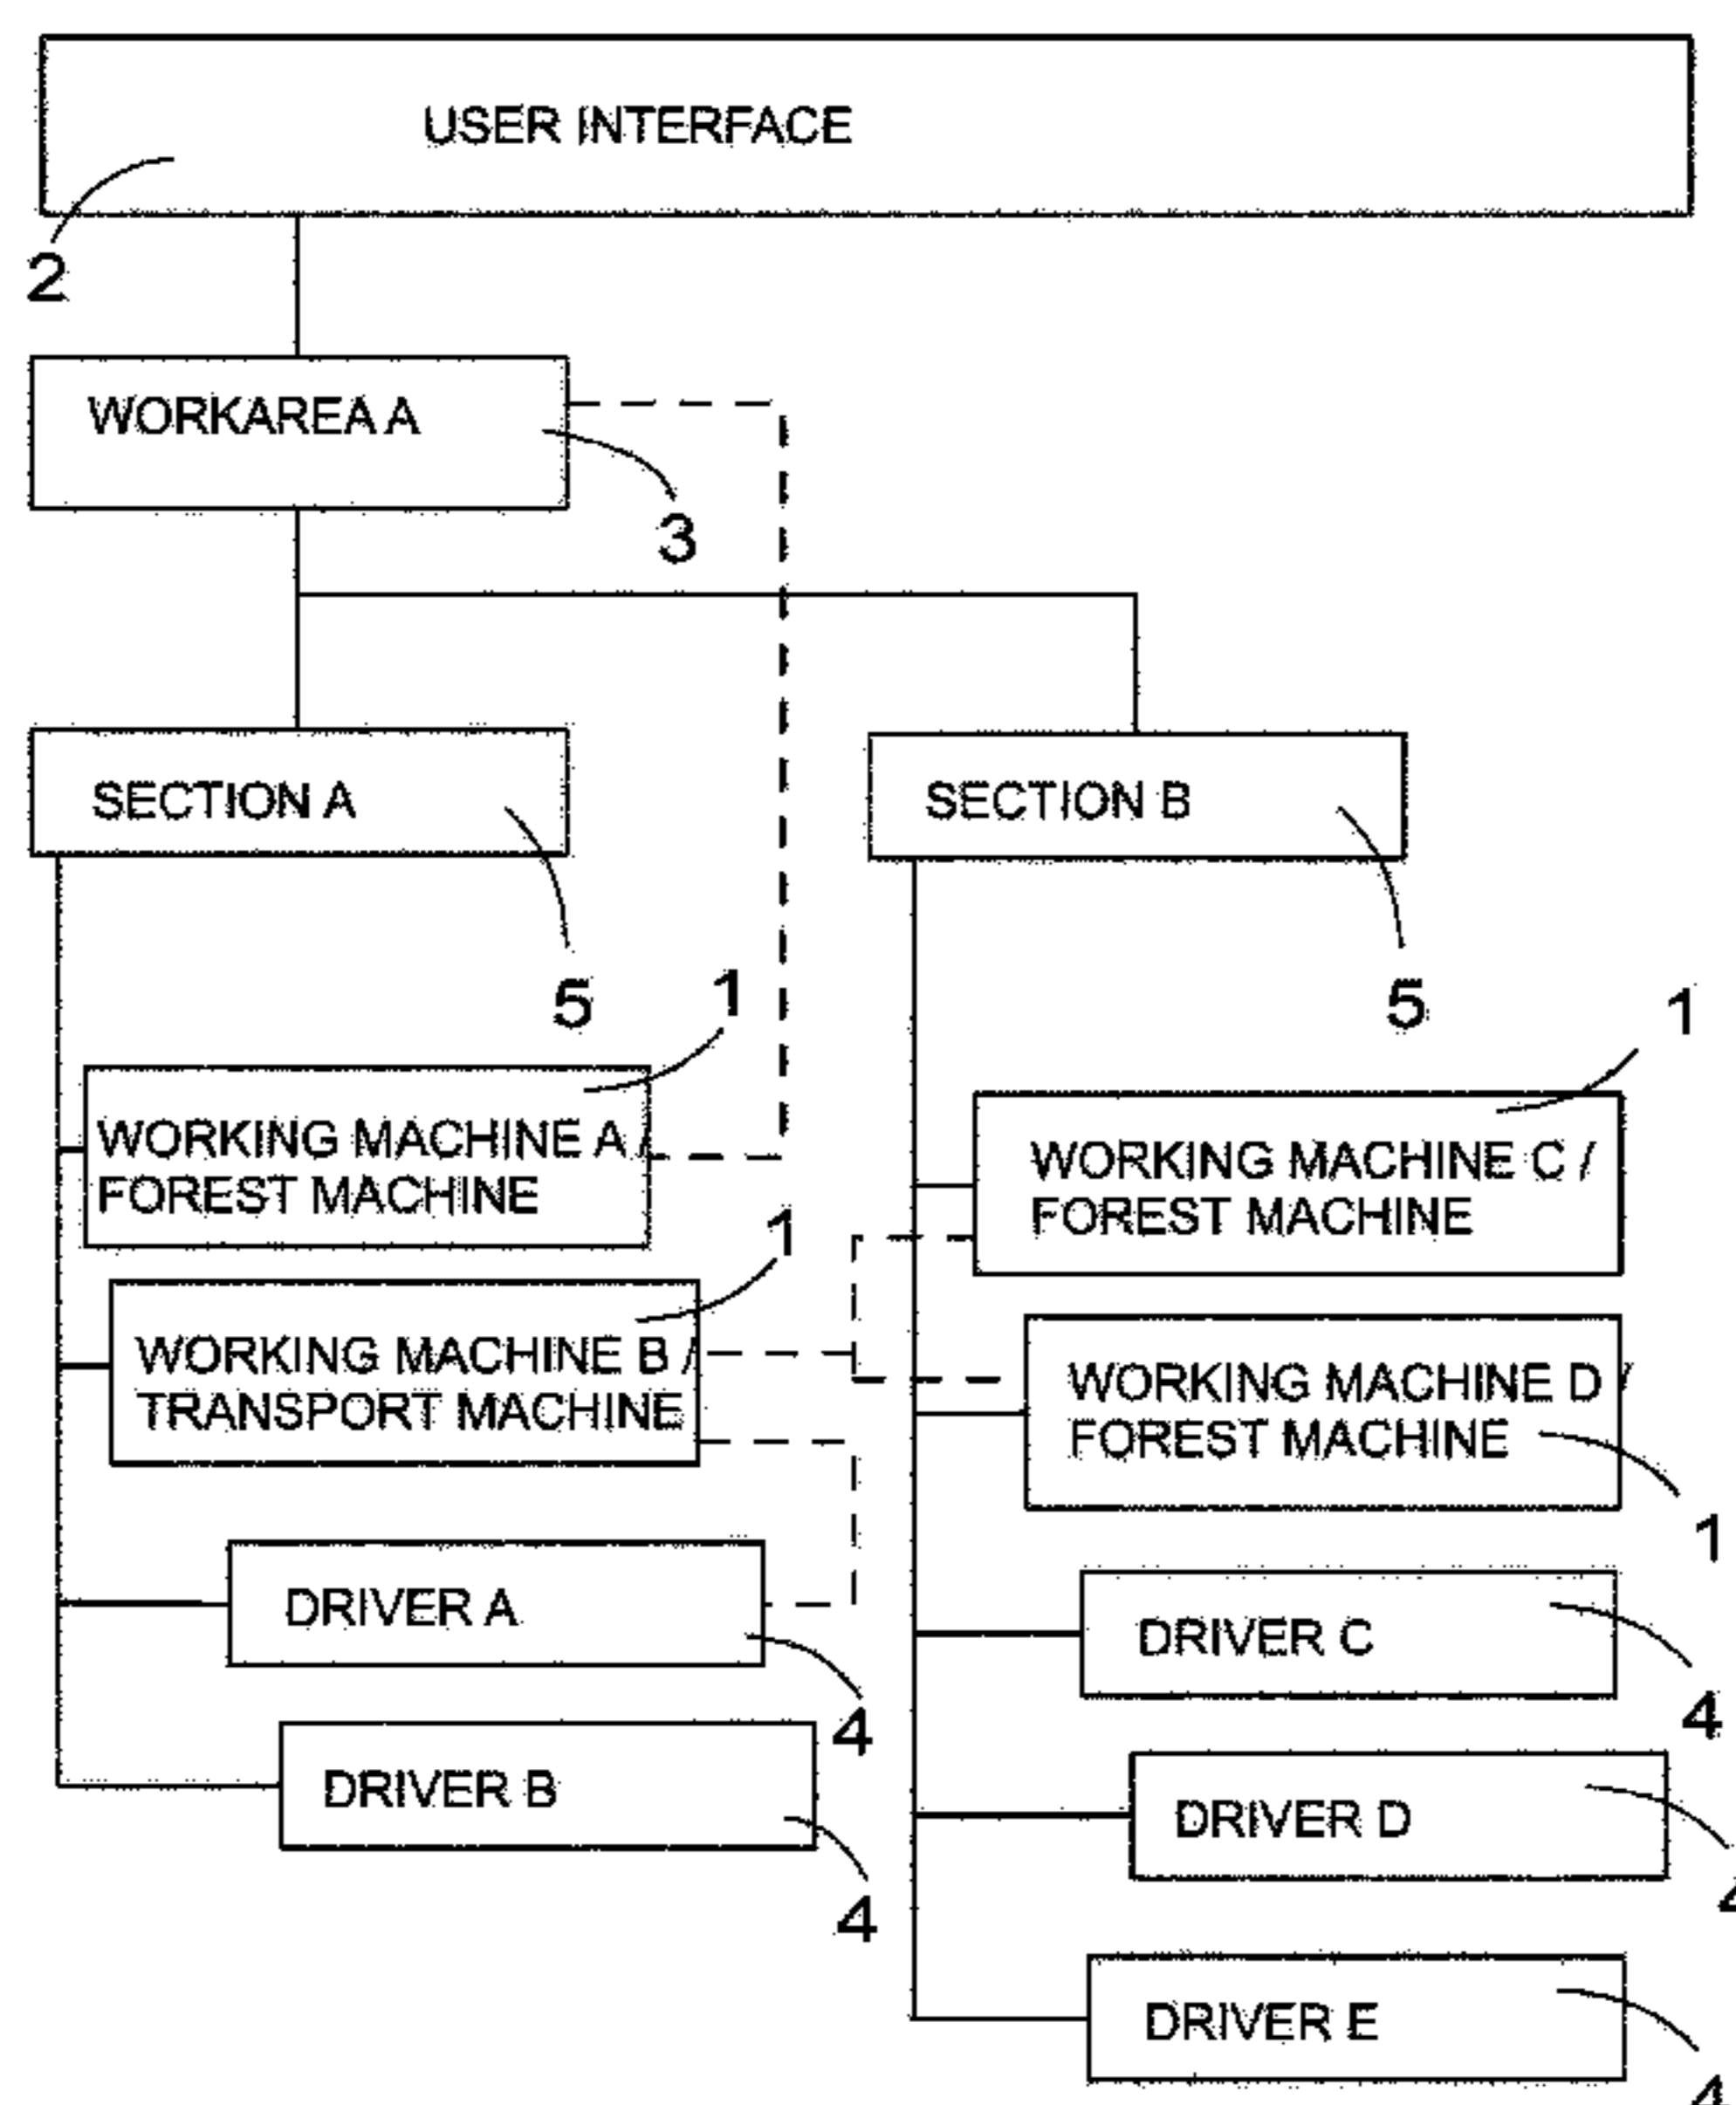 USER INTERFACE
2
WORKAREA A
3
SECTION A
SECTION B
5
5
1
1
WORKING MACHINE A /
FOREST MACHINE
WORKING MACHINE C /
FOREST MACHINE
1
WORKING MACHINE B /
TRANSPORT MACHINE
WORKING MACHINE D /
FOREST MACHINE
1
DRIVER A
DRIVER C
4
4
DRIVER B
DRIVER D
4
4
DRIVER E
4